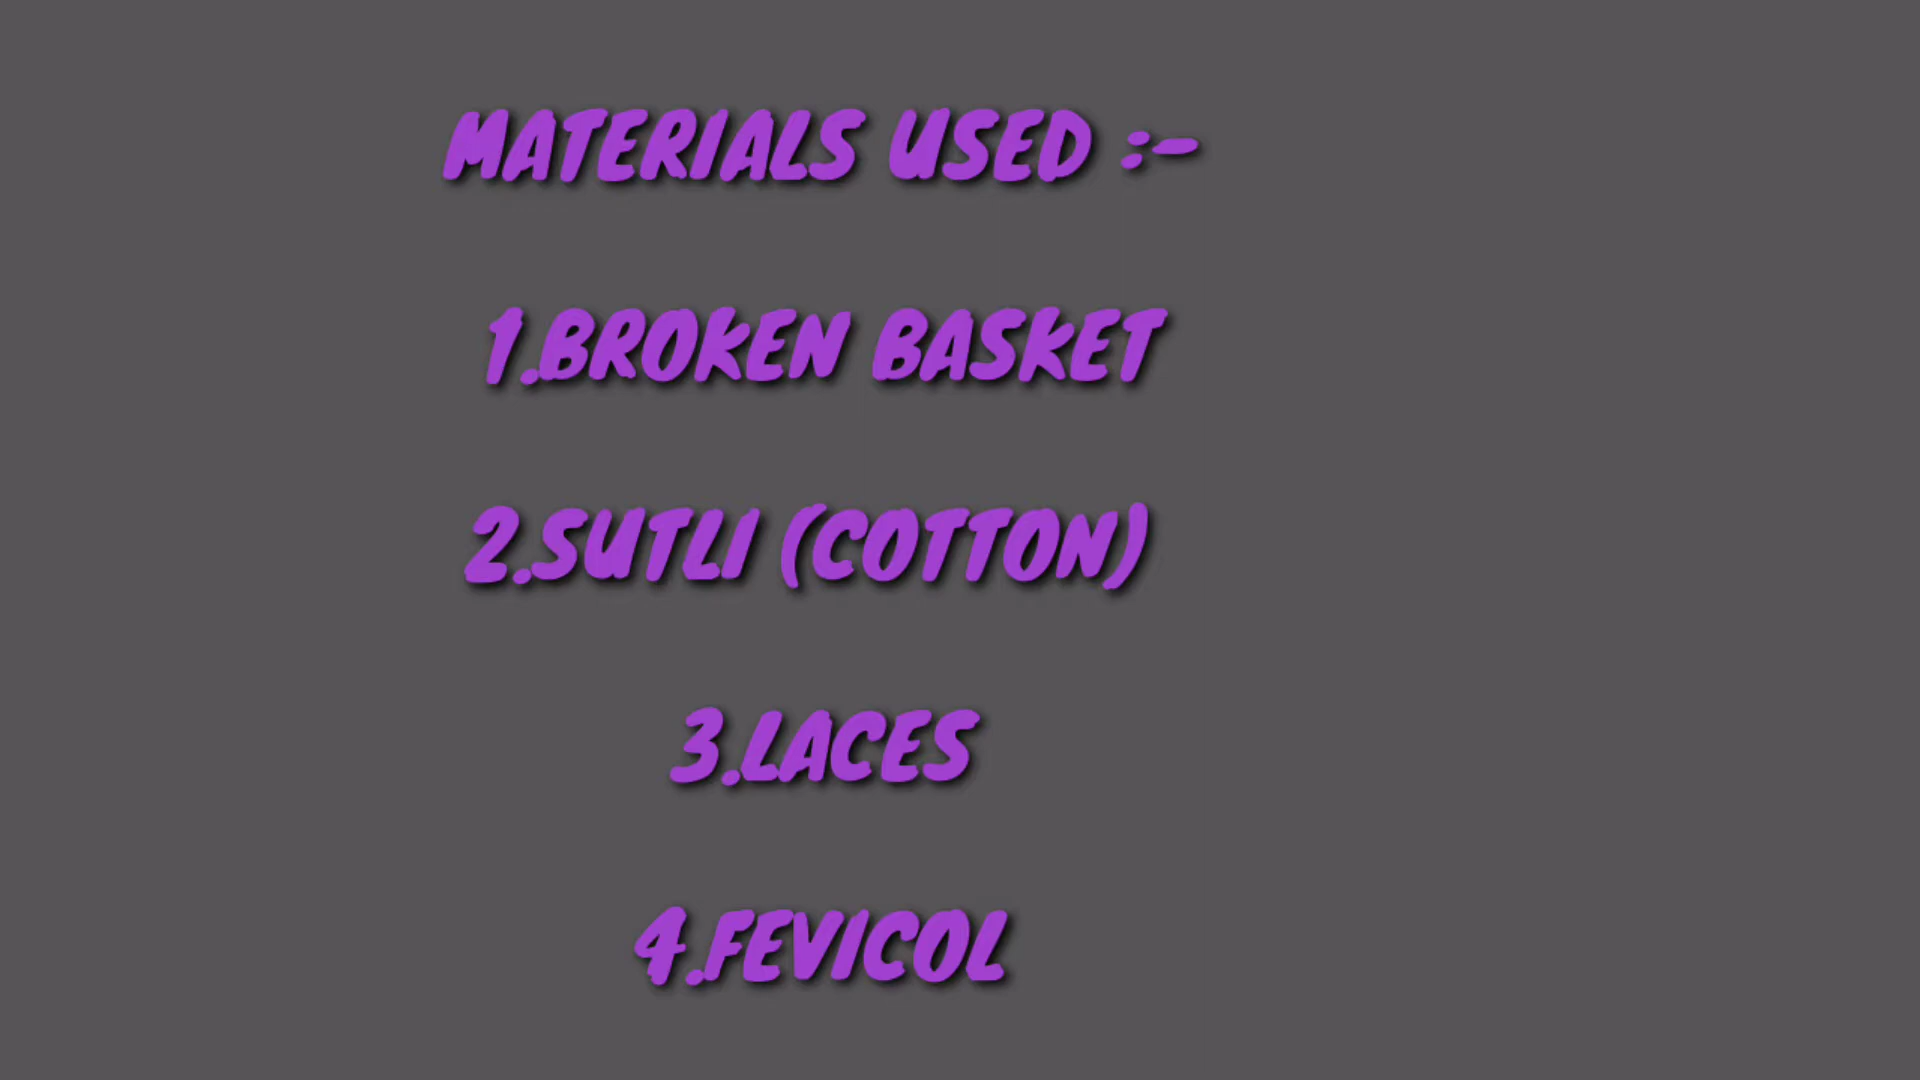 MATERIALS USED :-
1.BROKEN BASKET
2.SUTLI (COTTON)
3.LACES
4.FEVICOL